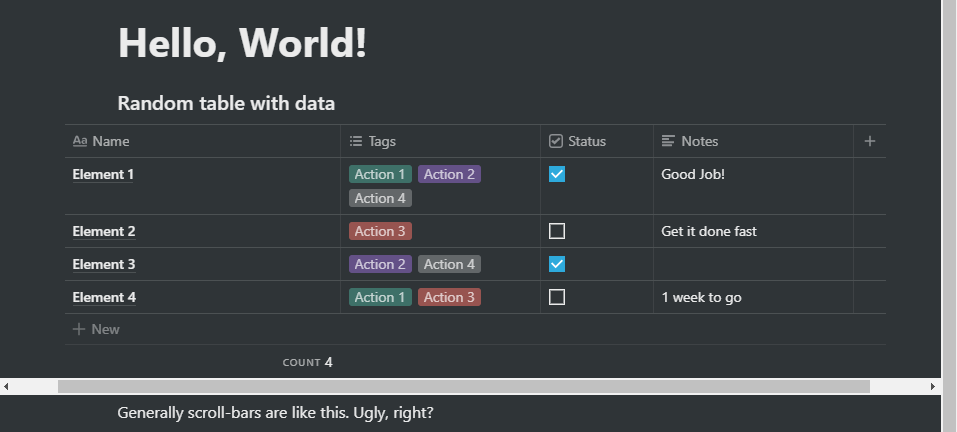 Hello, World!
Random table with data
Aa Name Tags Status Notes
Element 1 Action 1 Action 2 Good Job!
Action 4
Element 2 Action 3 Get it done fast
Element 3 Action 2 Action 4
Element 4 Action 1 Action 3 1 week to go
+ New
COUNT 4
Generally scroll-bars are like this. Ugly, right?